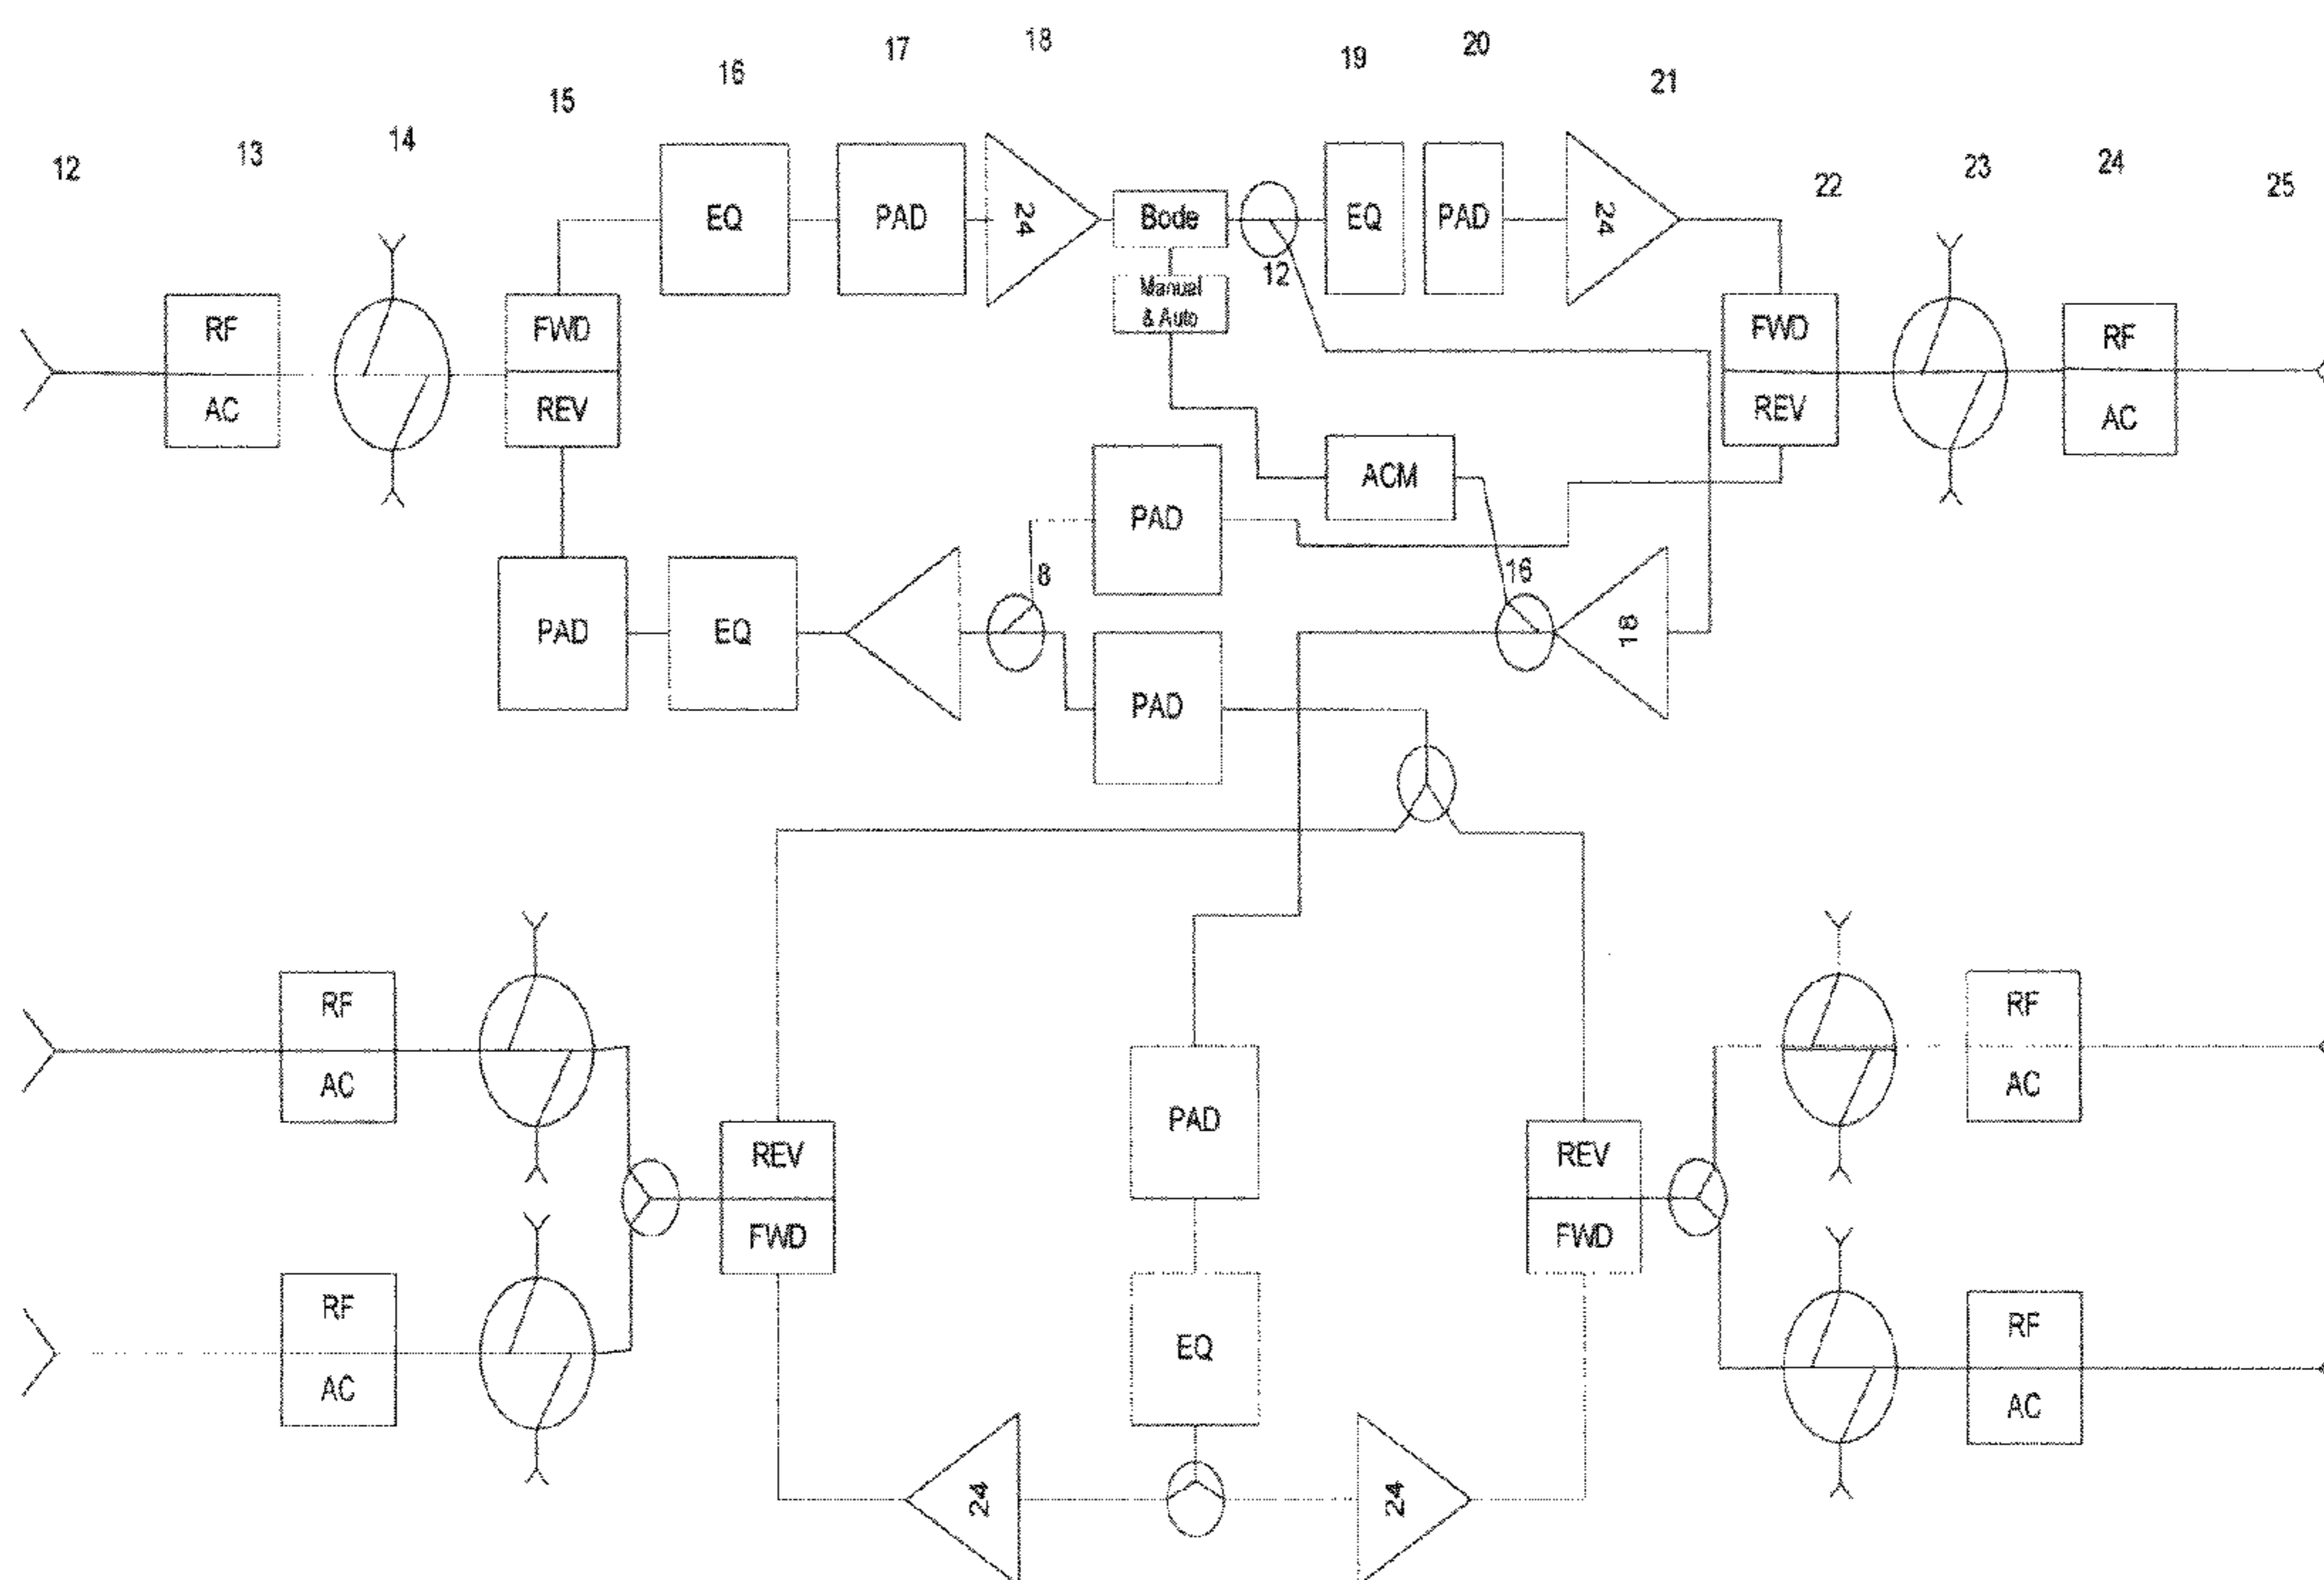 18
17
20
19
16
21
15
14
13
24
23
12
22
25
EQ
PAD
24
Bode
EQ
PAD
24
12
Manual
& Auto
RF
AC
FWD
REV
FWD
REV
RF
AC
ACM
PAD
8
16
PAD
EQ
18
PAD
RF
AC
RF
AC
PAD
REV
FWD
REV
FWD
RF
AC
EQ
RF
AC
24
24